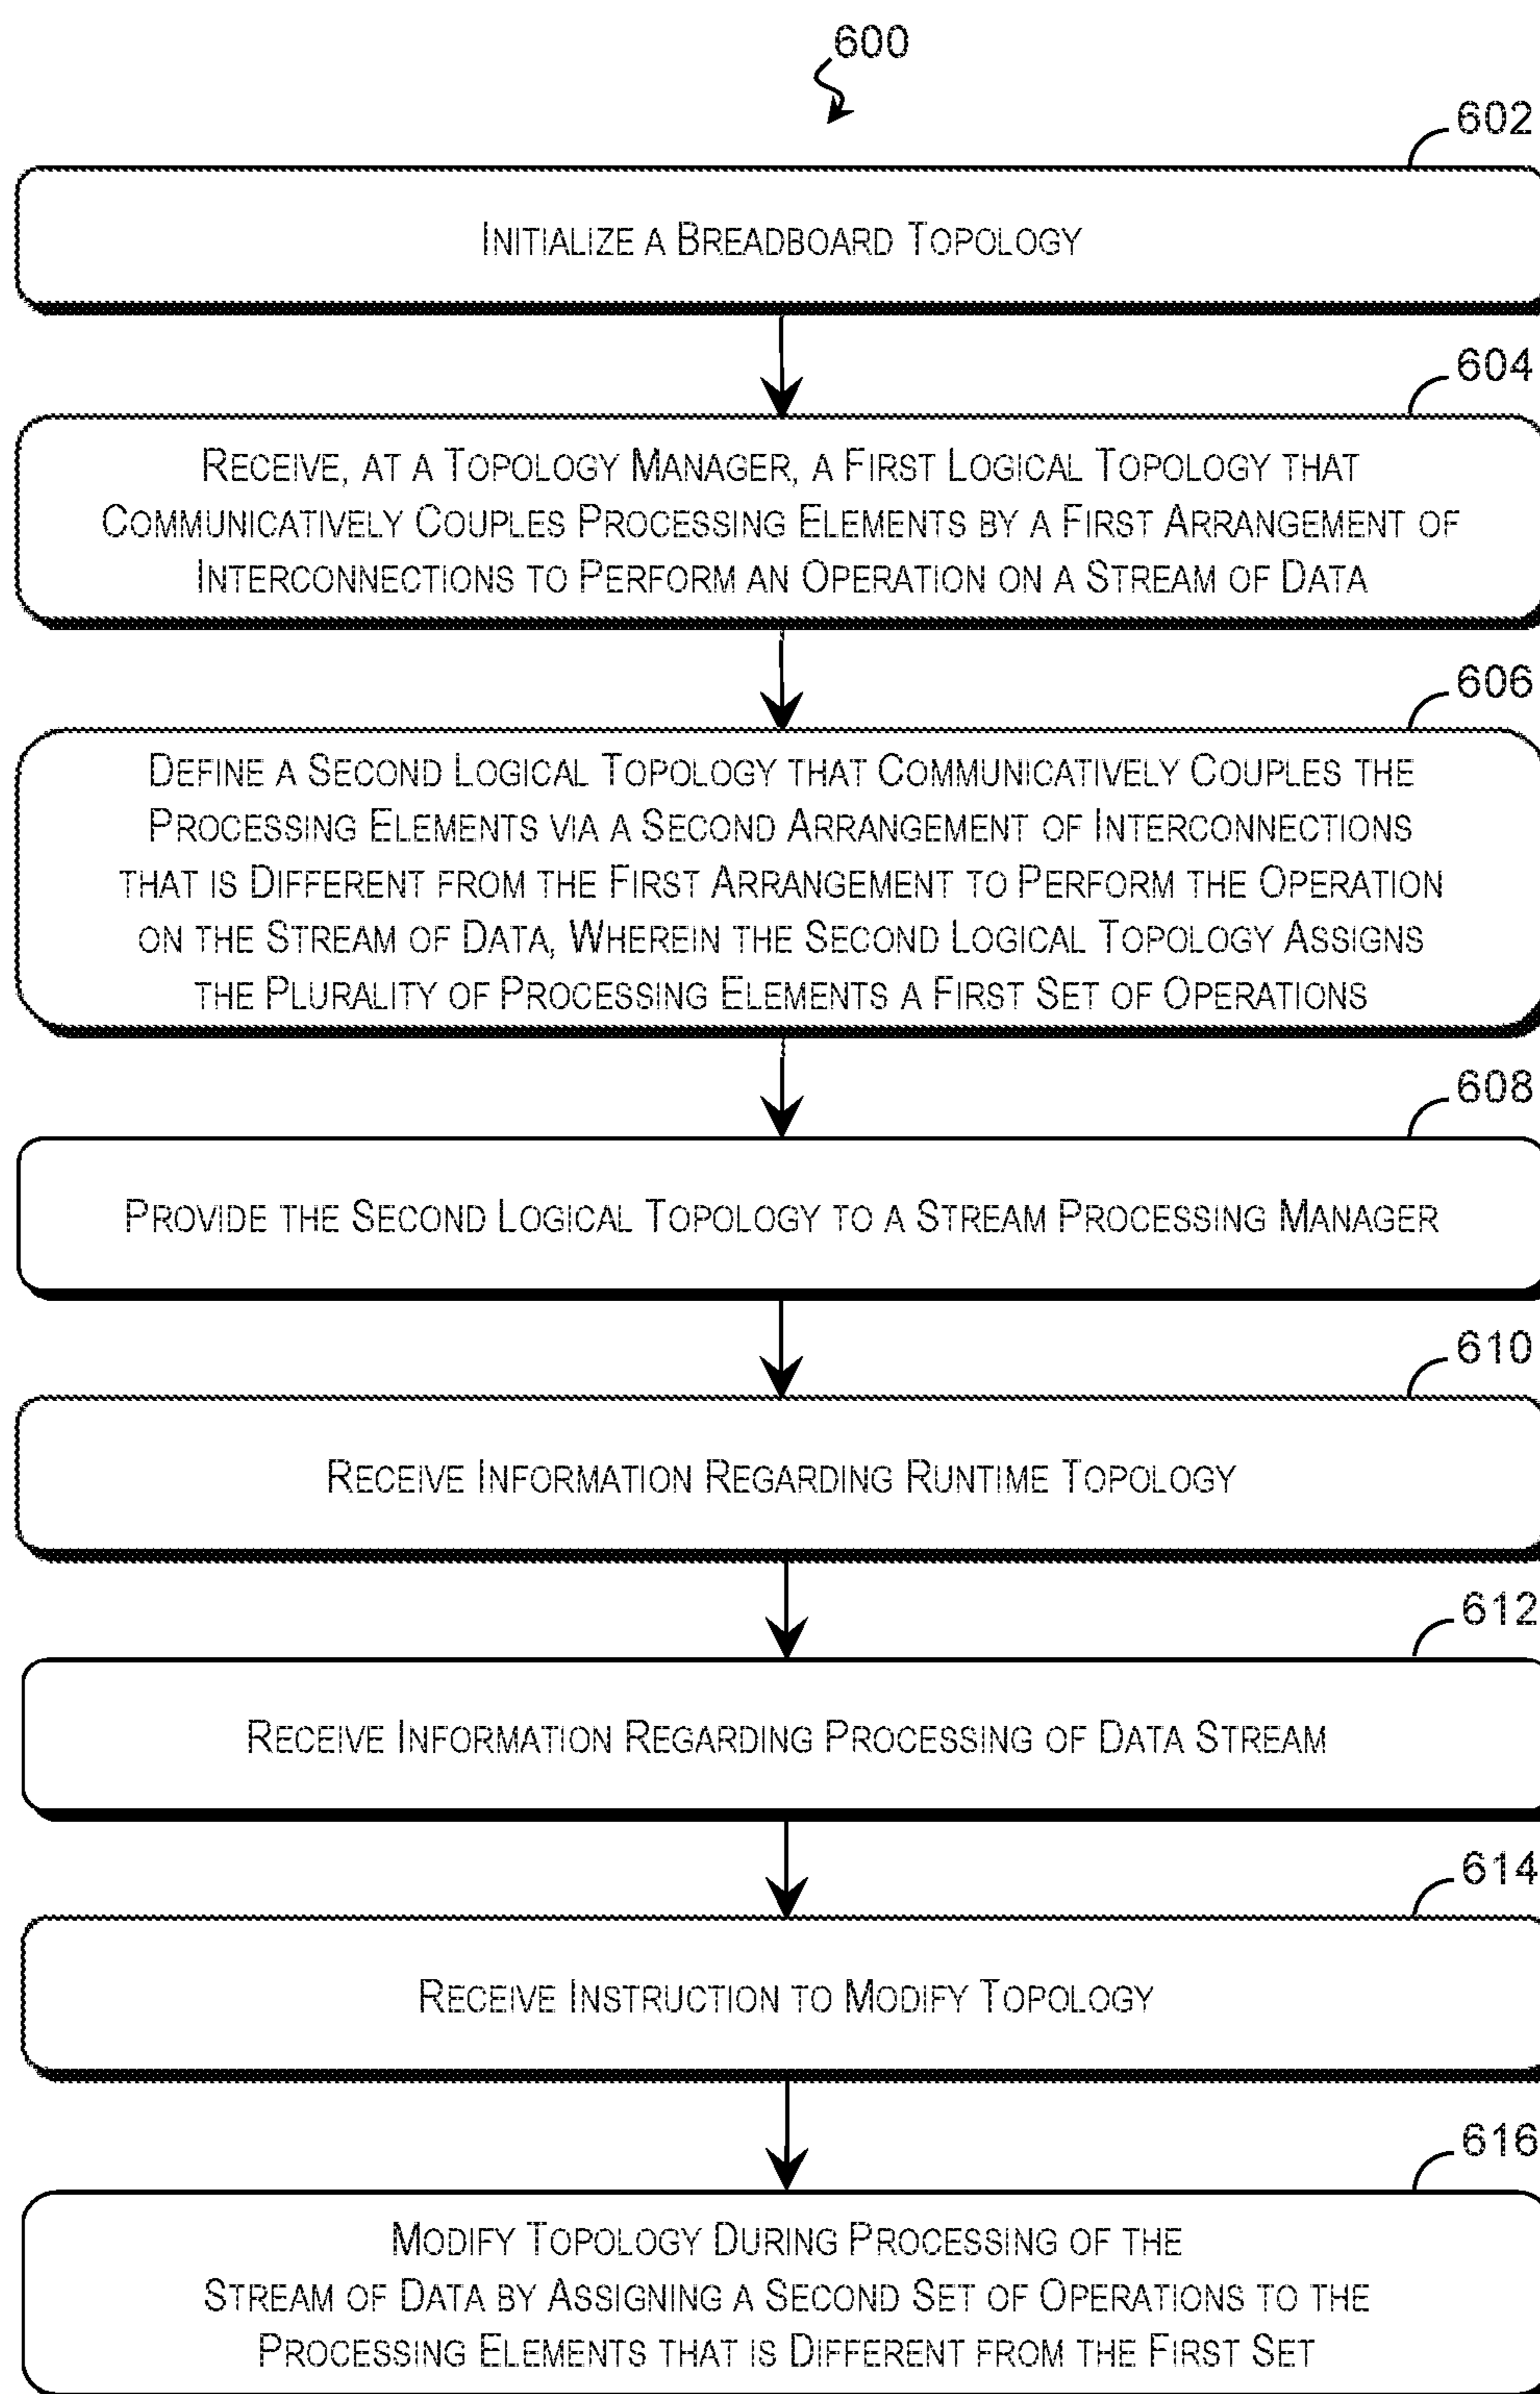 600
602
INITIALIZE A BREADBOARD TOPOLOGY
604
RECEIVE, AT A TOPOLOGY MANAGER, A FIRST LOGICAL TOPOLOGY THAT
COMMUNICATIVELY COUPLES PROCESSING ELEMENTS BY A FIRST ARRANGEMENT OF
INTERCONNECTIONS TO PERFORM AN OPERATION ON A STREAM OF DATA
606
DEFINE A SECOND LOGICAL TOPOLOGY THAT COMMUNICATIVELY COUPLES THE
PROCESSING ELEMENTS VIA A SECOND ARRANGEMENT OF INTERCONNECTIONS
THAT IS DIFFERENT FROM THE FIRST ARRANGEMENT TO PERFORM THE OPERATION
ON THE STREAM OF DATA, WHEREIN THE SECOND LOGICAL TOPOLOGY ASSIGNS
THE PLURALITY OF PROCESSING ELEMENTS A FIRST SET OF OPERATIONS
608
PROVIDE THE SECOND LOGICAL TOPOLOGY TO A STREAM PROCESSING MANAGER
610
RECEIVE INFORMATION REGARDING RUNTIME TOPOLOGY
612
RECEIVE INFORMATION REGARDING PROCESSING OF DATA STREAM
614
RECEIVE INSTRUCTION TO MODIFY TOPOLOGY
616
MODIFY TOPOLOGY DURING PROCESSING OF THE
STREAM OF DATA BY ASSIGNING A SECOND SET OF OPERATIONS TO THE
PROCESSING ELEMENTS THAT IS DIFFERENT FROM THE FIRST SET